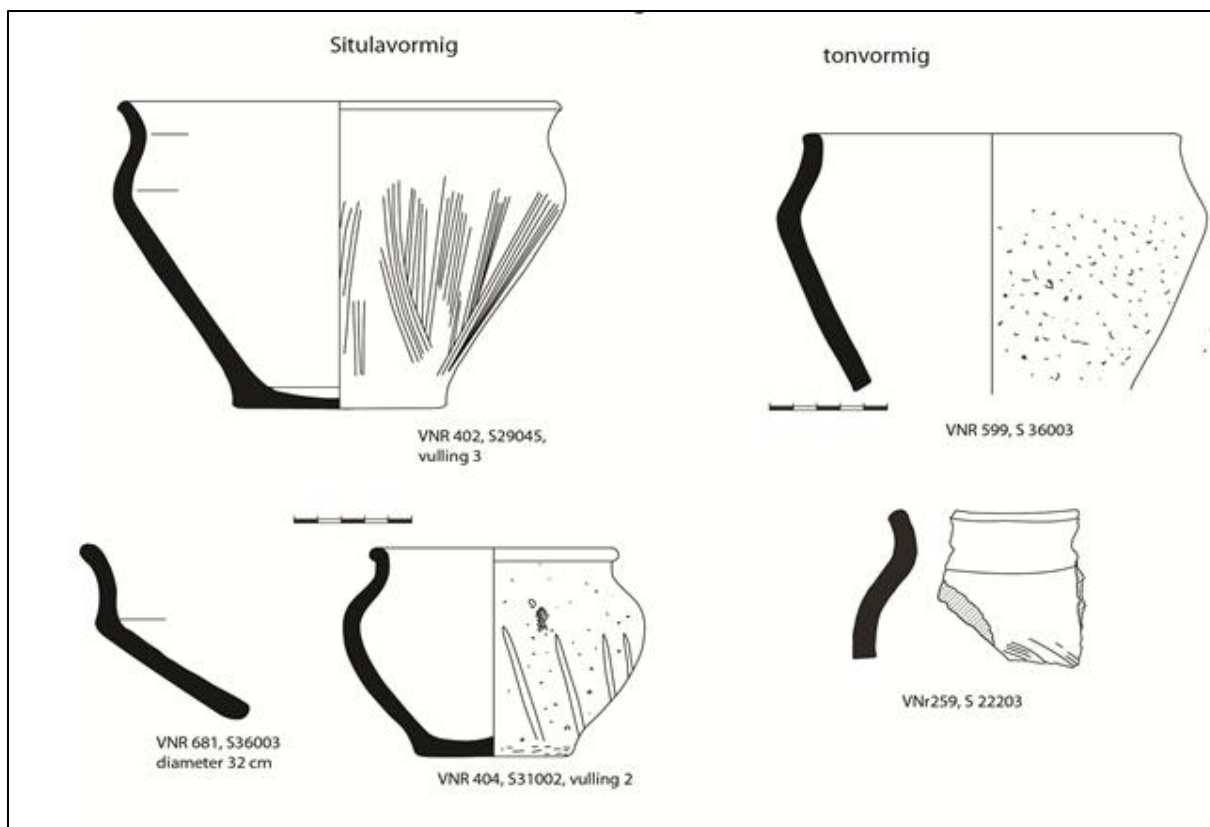 Situlavormig
tonvormig
VNR 402, S29045,
vulling 3
VNR 599, S 36003
VNR 681, S36003
diameter 32 cm
VNR 404, S31002, vulling 2
VNr259, S 22203